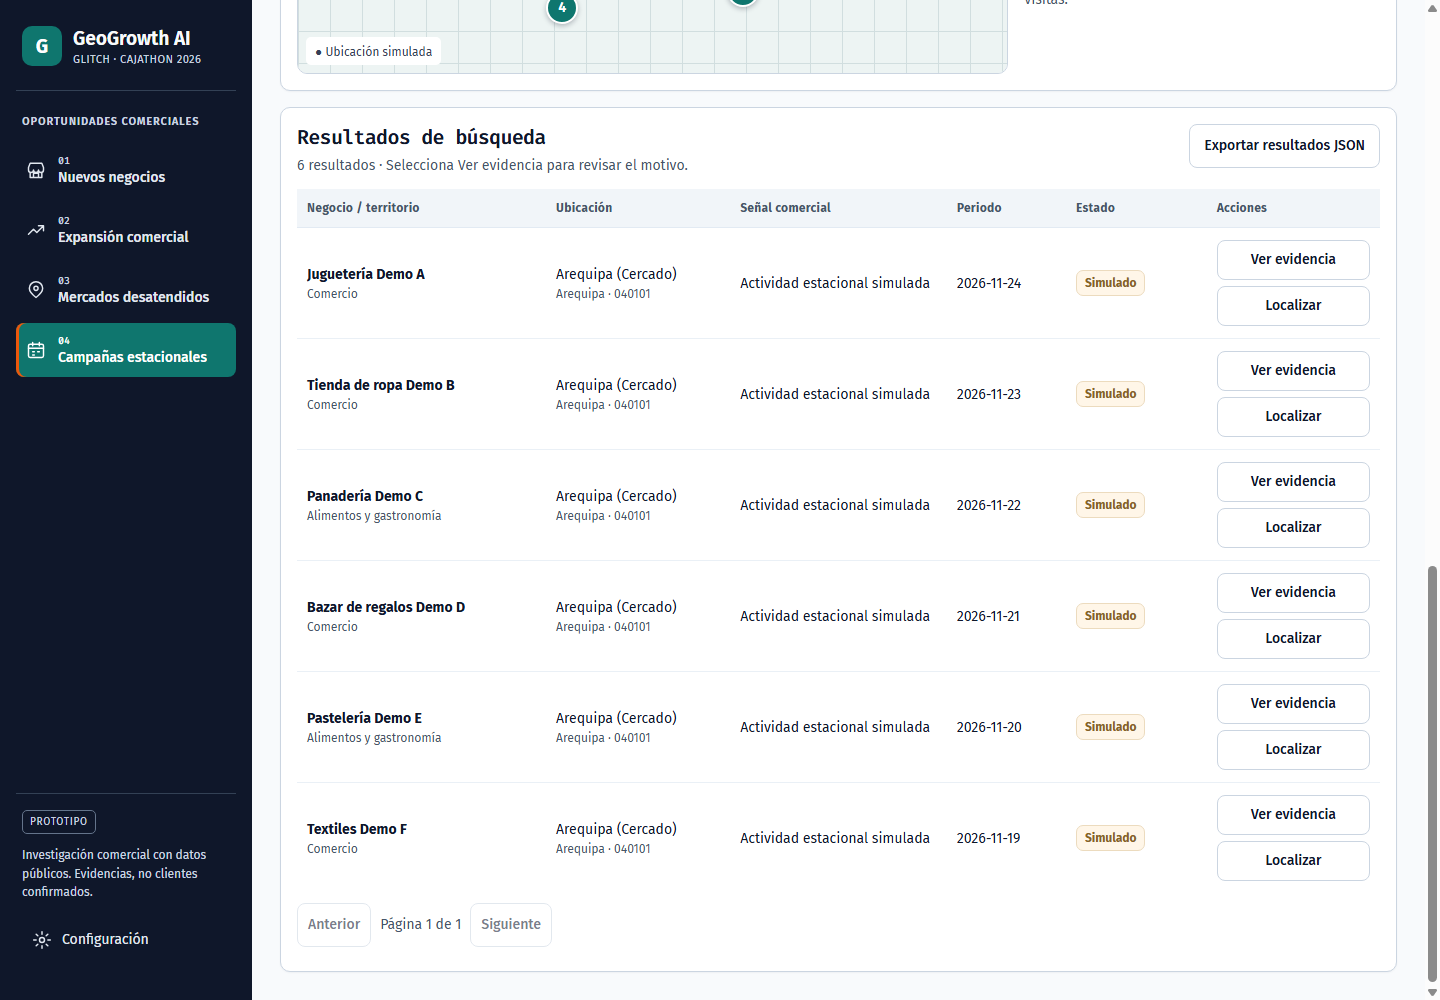 G
GeoGrowth AI
GLITCH · CAJATHON 2026
OPORTUNIDADES COMERCIALES
01
Nuevos negocios
02
Expansión comercial
03
Mercados desatendidos
04
Campañas estacionales
PROTOTIPO
Investigación comercial con datos
públicos. Evidencias, no clientes
confirmados.
Configuración
4
● Ubicación simulada
Resultados de búsqueda
6 resultados · Selecciona Ver evidencia para revisar el motivo.
Exportar resultados JSON
Negocio / territorio Ubicación Señal comercial Periodo Estado Acciones
Juguetería Demo A
Comercio
Arequipa (Cercado)
Arequipa · 040101
Actividad estacional simulada
2026-11-24
Simulado
Ver evidencia
Localizar
Tienda de ropa Demo B
Comercio
Arequipa (Cercado)
Arequipa · 040101
Actividad estacional simulada
2026-11-23
Simulado
Ver evidencia
Localizar
Panadería Demo C
Alimentos y gastronomía
Arequipa (Cercado)
Arequipa · 040101
Actividad estacional simulada
2026-11-22
Simulado
Ver evidencia
Localizar
Bazar de regalos Demo D
Comercio
Arequipa (Cercado)
Arequipa · 040101
Actividad estacional simulada
2026-11-21
Simulado
Ver evidencia
Localizar
Pastelería Demo E
Alimentos y gastronomía
Arequipa (Cercado)
Arequipa · 040101
Actividad estacional simulada
2026-11-20
Simulado
Ver evidencia
Localizar
Textiles Demo F
Comercio
Arequipa (Cercado)
Arequipa · 040101
Actividad estacional simulada
2026-11-19
Simulado
Ver evidencia
Localizar
Anterior Página 1 de 1 Siguiente